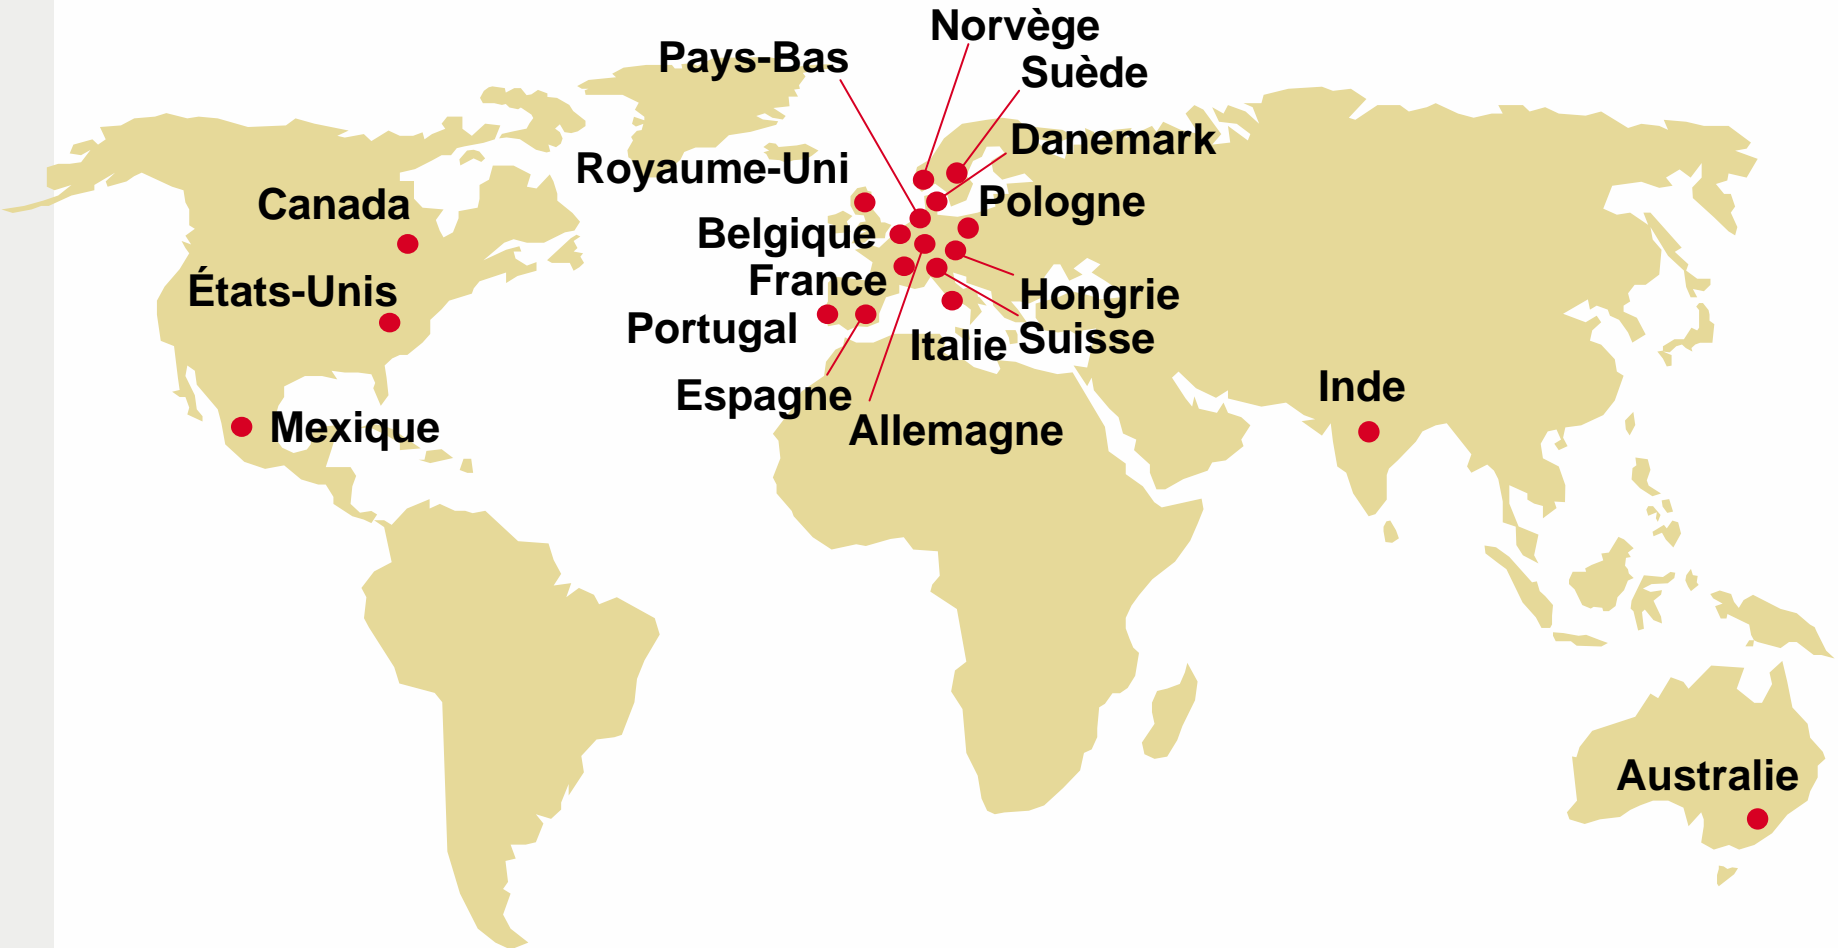 Norvège
Pays-Bas
Suède
Danemark
Royaume-Uni
Canada
Pologne
Belgique
France
États-Unis
Hongrie
Portugal
Italie
Suisse
Inde
Espagne
Mexique
Allemagne
Australie